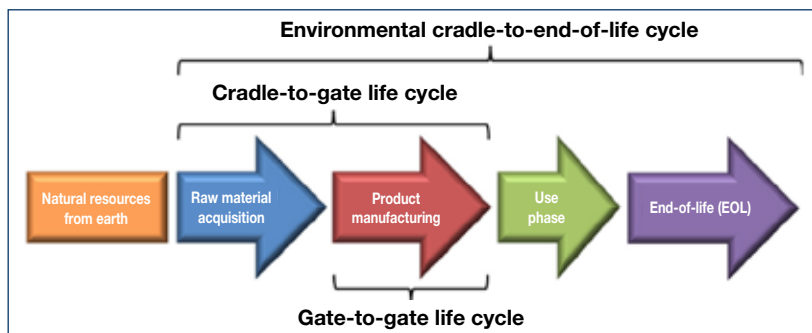 Environmental cradle-to-end-of-life cycle
Cradle-to-gate life cycle
Natural resources
from earth
Raw material
acquisition
Product
manufacturing
Use
phase
End-of-life (EOL)
Gate-to-gate life cycle